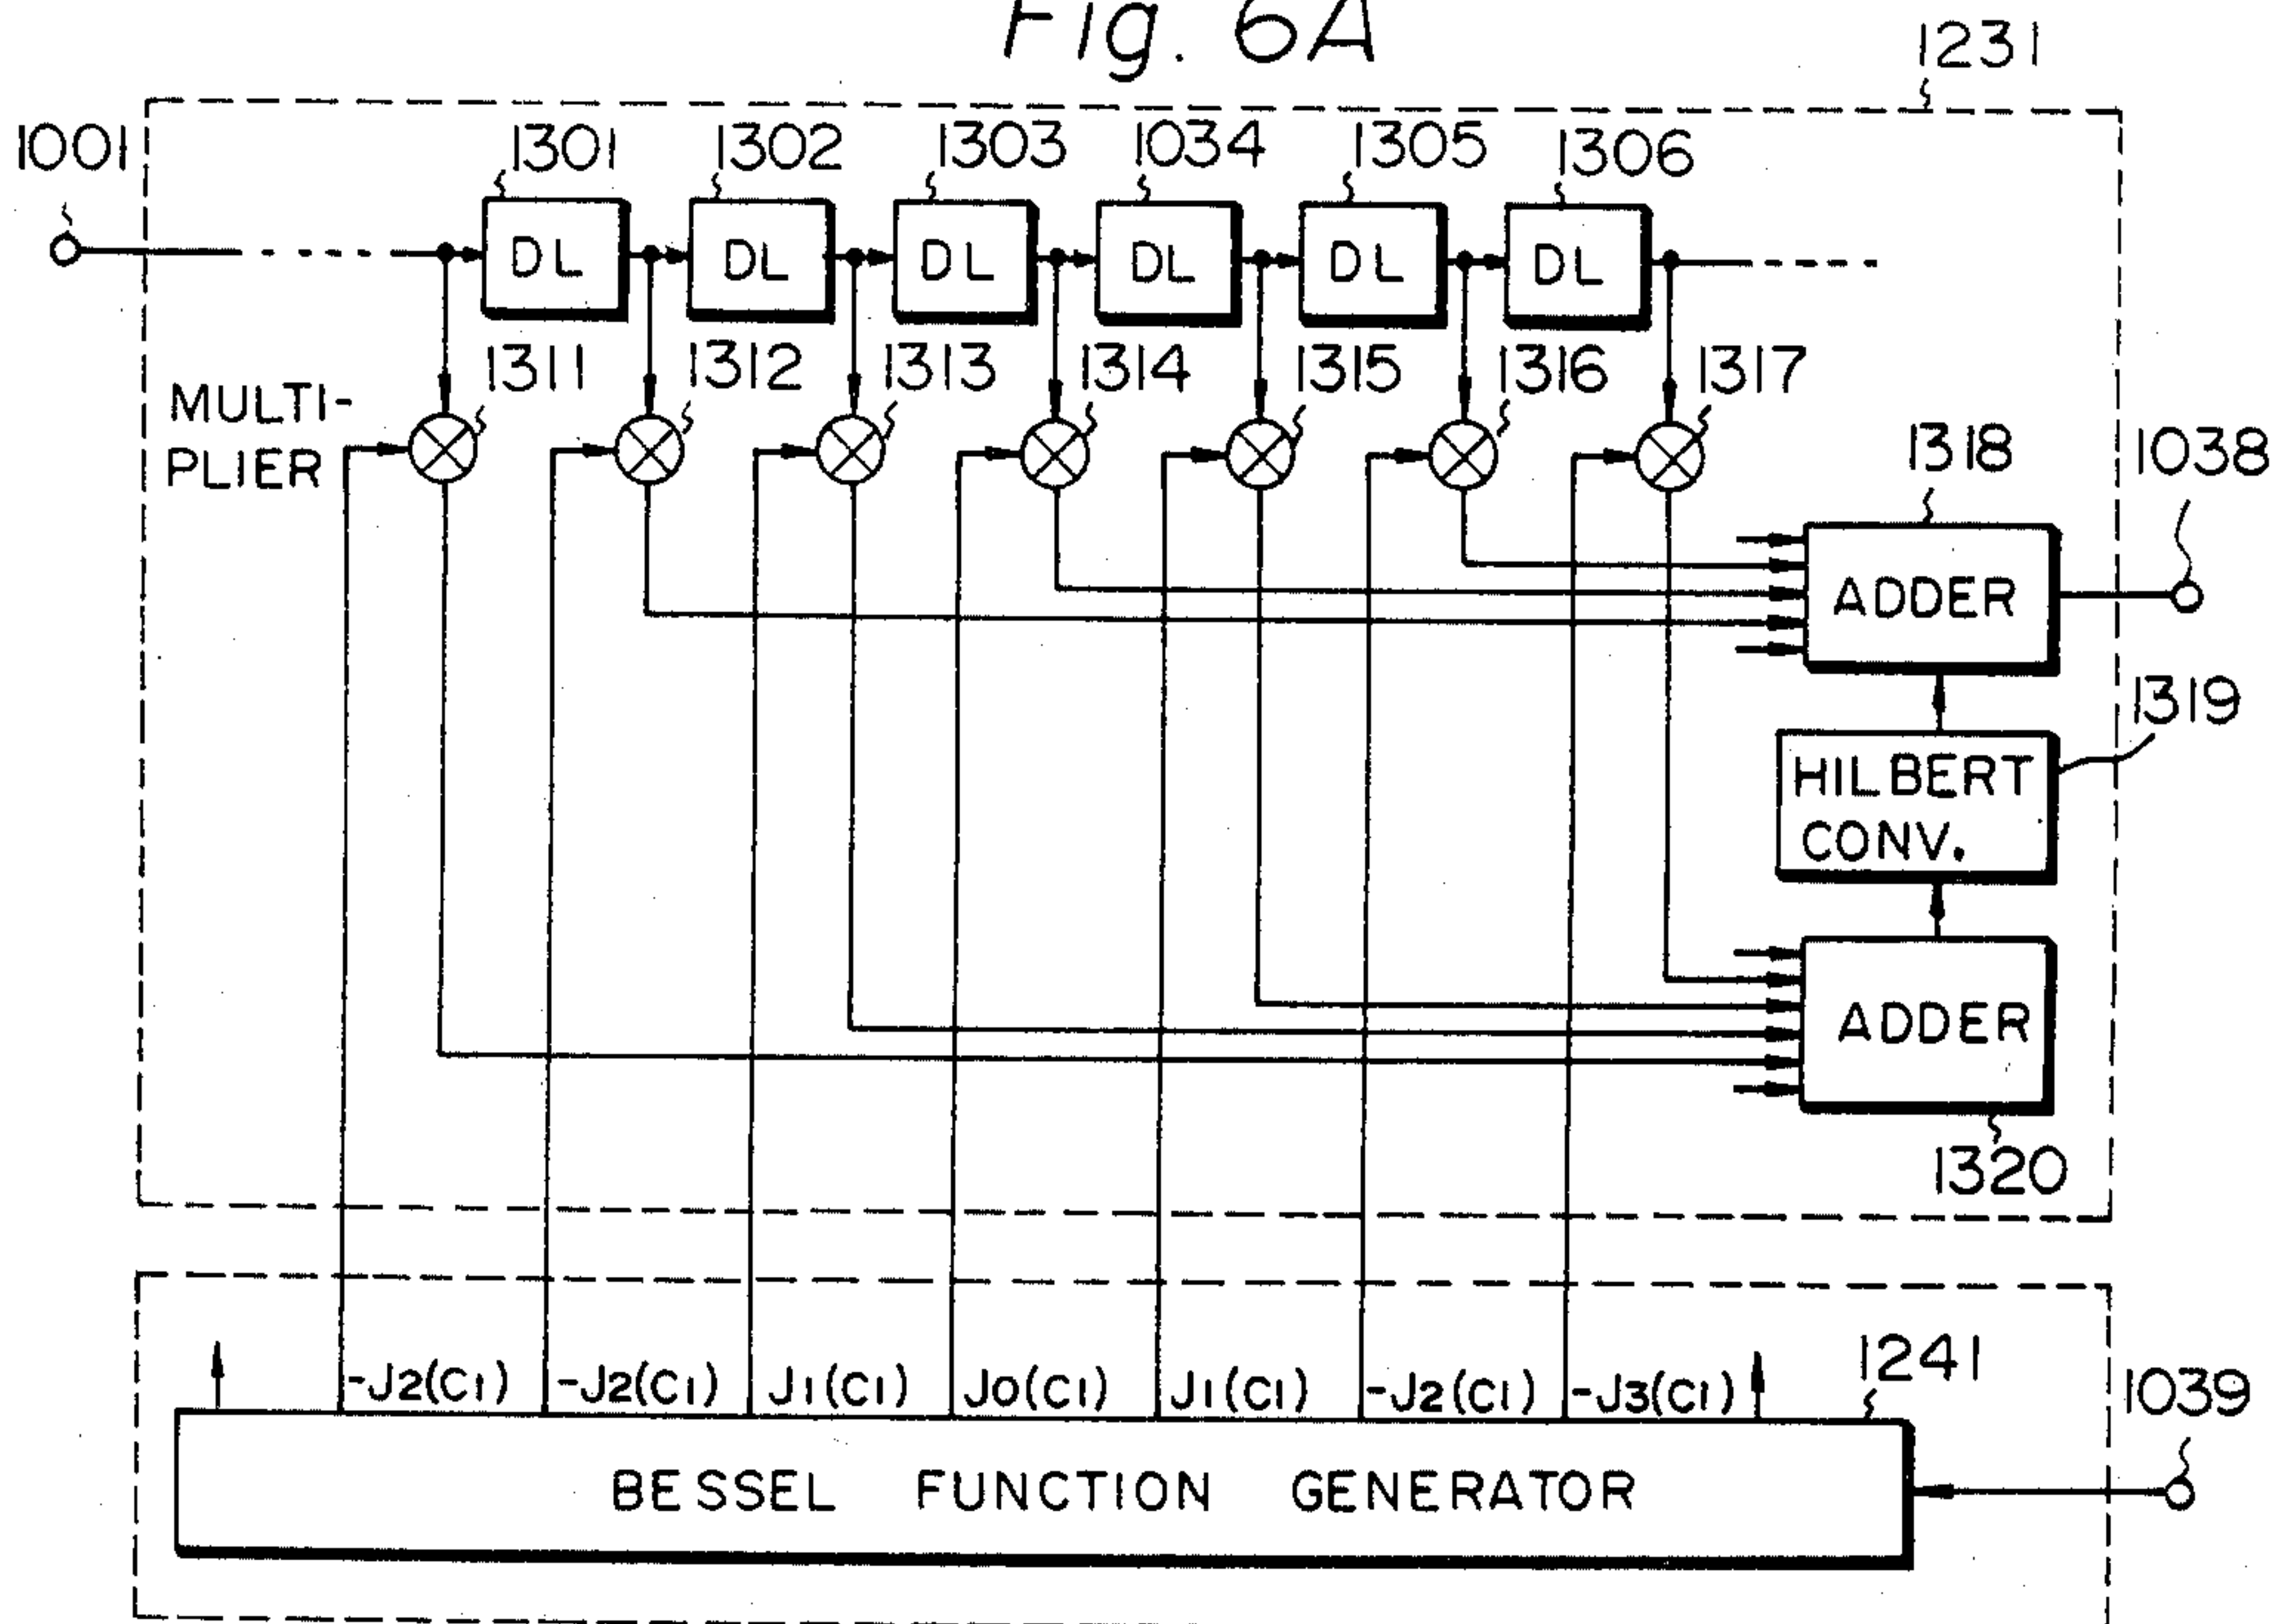 Fig. 6A
1231
1001
1301 1302 1303 1034 1305 1306
DL DL DL DL DL DL
MULTI-
PLIER
1311 1312 1313 1314 1315 1316 1317
1318
1038
ADDER
1319
HILBERT
CONV.
ADDER
1320
-J2(C1) -J2(C1) J1(C1) J0(C1) J1(C1) -J2(C1) -J3(C1)
1241
1039
BESSEL FUNCTION GENERATOR